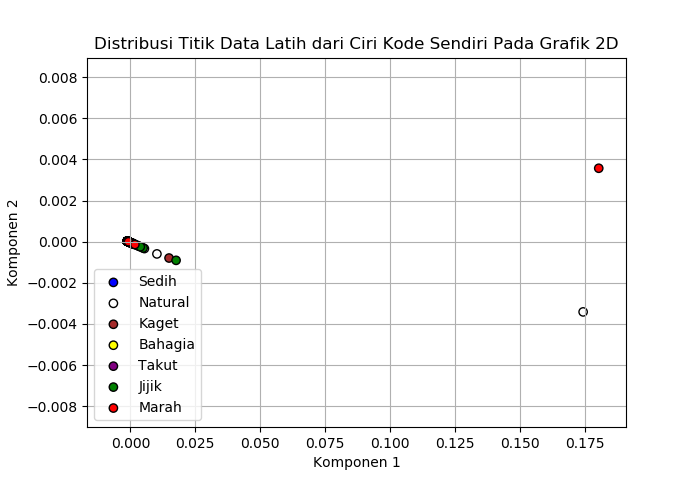 Distribusi Titik Data Latih dari Ciri Kode Sendiri Pada Grafik 2D
0.008
0.006
0.004
0.002
0.000
−0.002
−0.004
−0.006
−0.008
Komponen 2
Sedih
Natural
Kaget
Bahagia
Takut
Jijik
Marah
0.000 0.025 0.050 0.075 0.100 0.125 0.150 0.175
Komponen 1